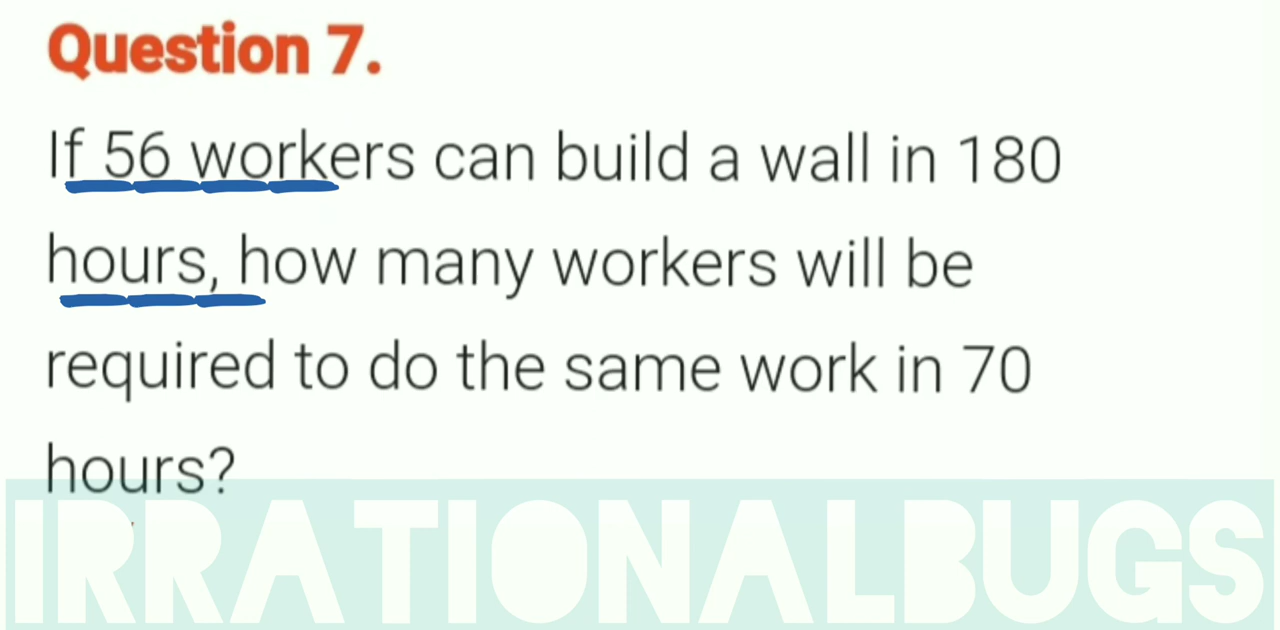 Question 7.
If 56 workers can build a wall in 180
hours, how many workers will be
required to do the same work in 70
hours?
IRRATIONALBUGS